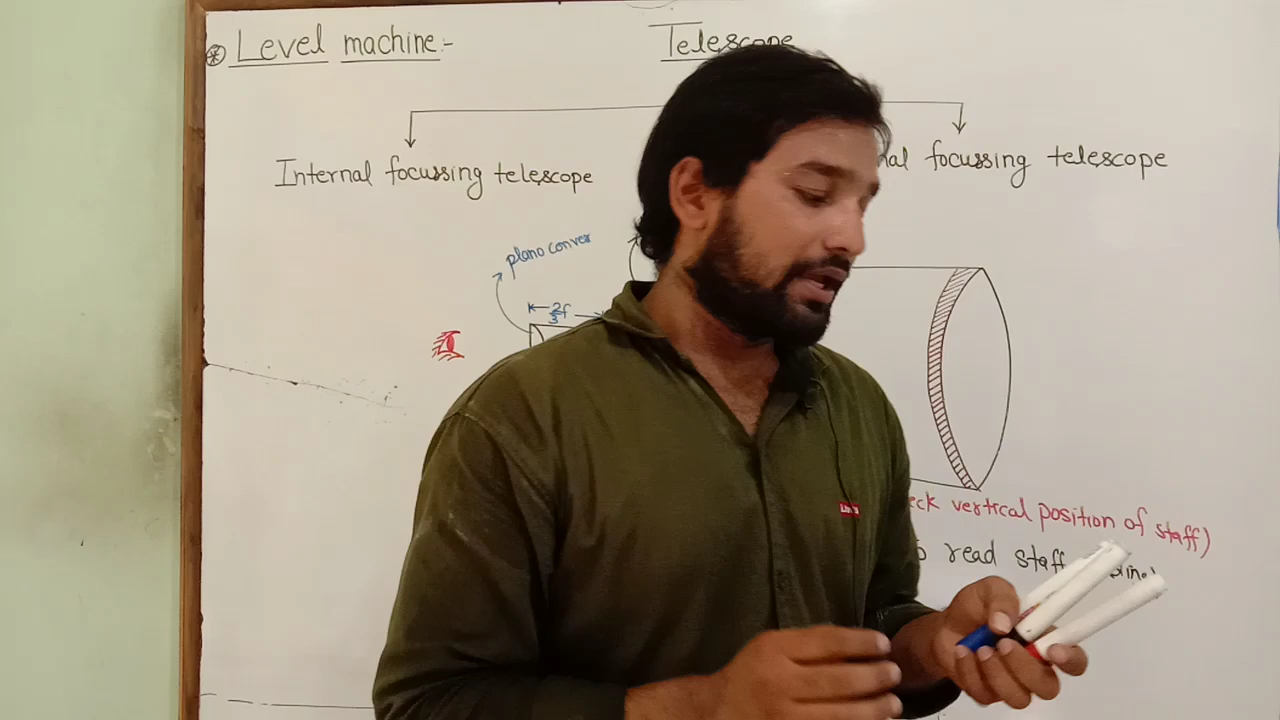 ⊛ Level machine :-
Telescope
Internal focussing telescope
nal focussing telescope
plano convex
2/3 f
eck vertical position of staff)
read staff